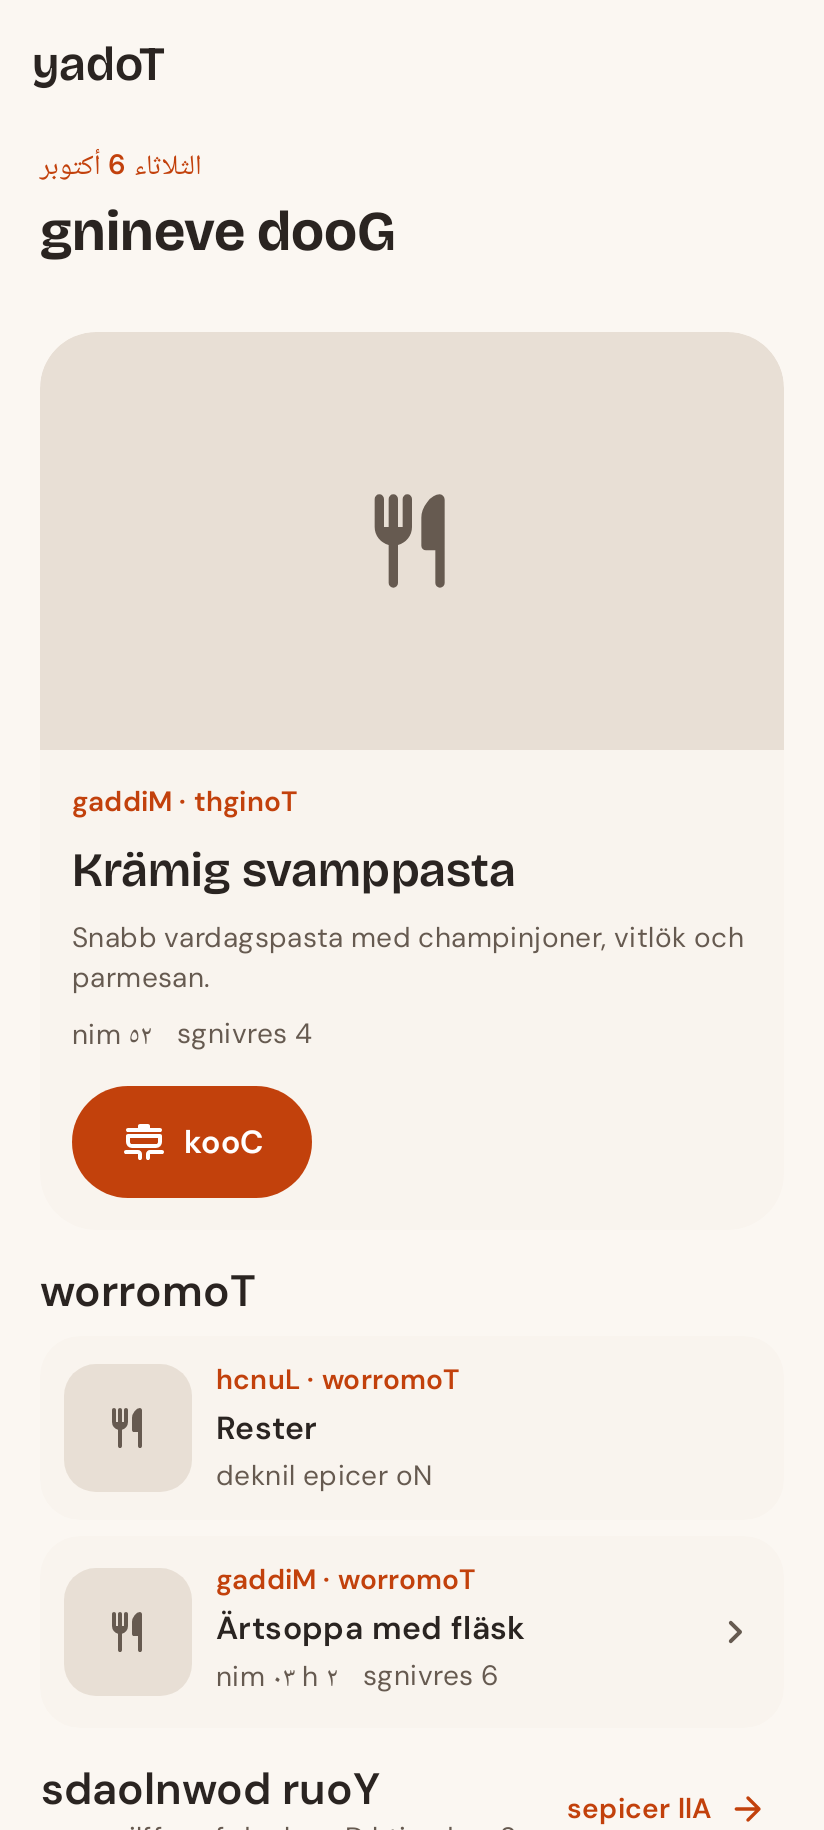 yadoT
الثلاثاء 6 أكتوبر
gnineve dooG
gaddiM · thginoT
Krämig svamppasta
Snabb vardagspasta med champinjoner, vitlök och
parmesan.
nim ٥٢ sgnivres 4
kooC
worromoT
hcnuL · worromoT
Rester
deknil epicer oN
gaddiM · worromoT
Ärtsoppa med fläsk
nim ٠٣ h ٢ sgnivres 6
sdaolnwod ruoY
sepicer llA